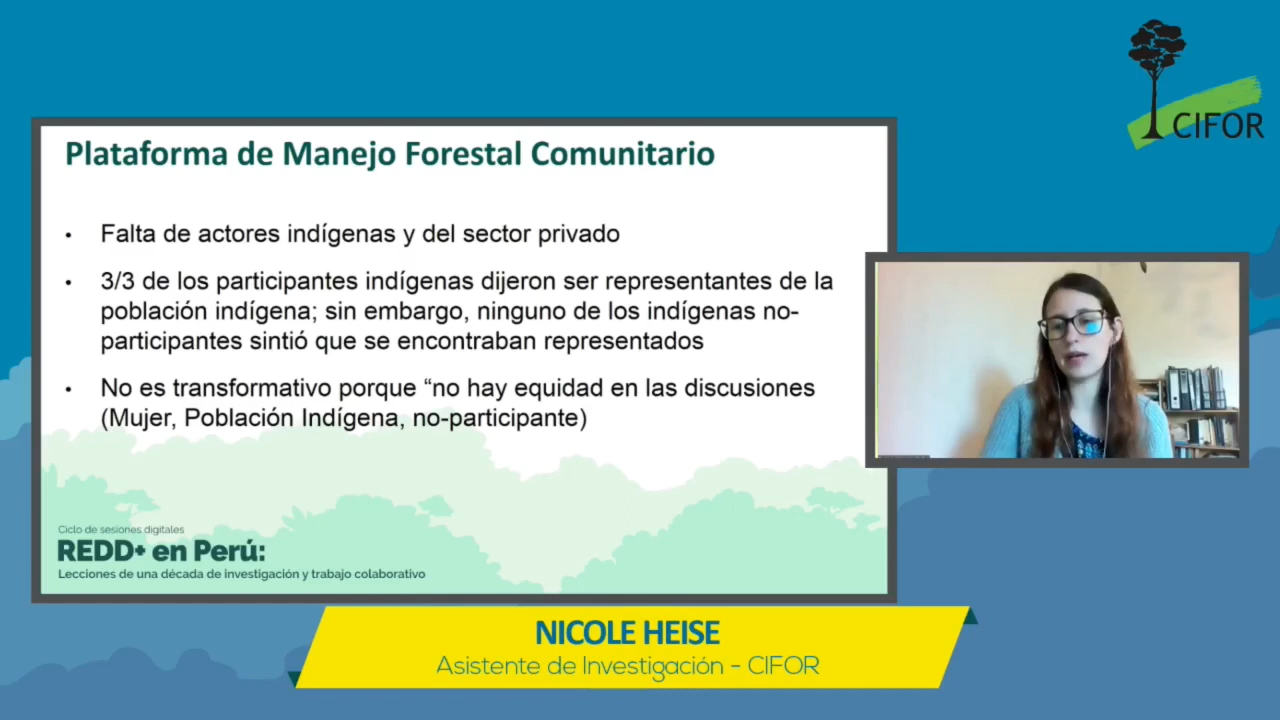 CIFOR
Plataforma de Manejo Forestal Comunitario
• Falta de actores indígenas y del sector privado
• 3/3 de los participantes indígenas dijeron ser representantes de la
población indígena; sin embargo, ninguno de los indígenas no-
participantes sintió que se encontraban representados
• No es transformativo porque “no hay equidad en las discusiones
(Mujer, Población Indígena, no-participante)
Ciclo de sesiones digitales
REDD+ en Perú:
Lecciones de una década de investigación y trabajo colaborativo
NICOLE HEISE
Asistente de Investigación - CIFOR